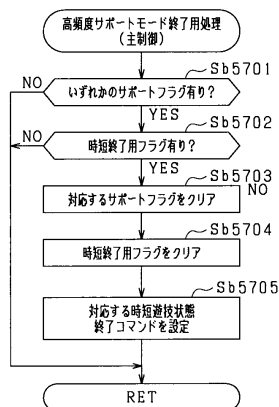 高頻度サポートモード終了用処理
(主制御)
Sb5701
NO
いずれかのサポートフラグ有り?
YES
Sb5702
NO
時短終了用フラグ有り?
YES
Sb5703
NO
対応するサポートフラグをクリア
Sb5704
時短終了用フラグをクリア
Sb5705
対応する時短遊技状態
終了コマンドを設定
RET